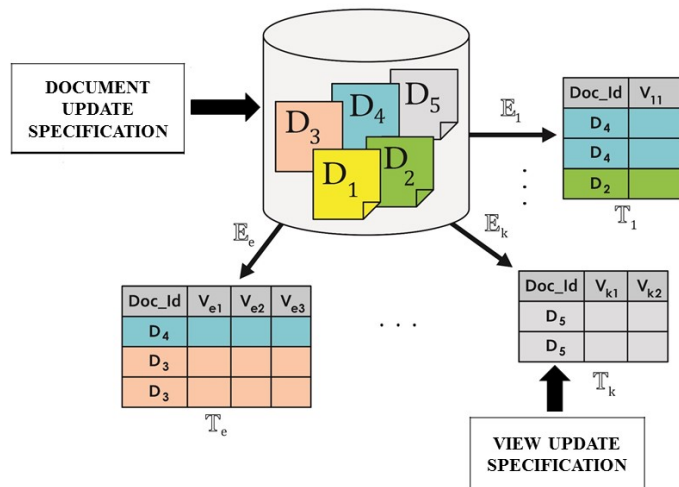 DOCUMENT
UPDATE
SPECIFICATION
D₃
D₄
D₅
D₁
D₂
𝔼₁
Doc_Id V₁₁
D₄
D₄
D₂
𝕋₁
𝔼ₑ
𝔼ₖ
Doc_Id Vₑ₁ Vₑ₂ Vₑ₃
D₄
D₃
D₃
𝕋ₑ
. . .
Doc_Id Vₖ₁ Vₖ₂
D₅
D₅
𝕋ₖ
VIEW UPDATE
SPECIFICATION